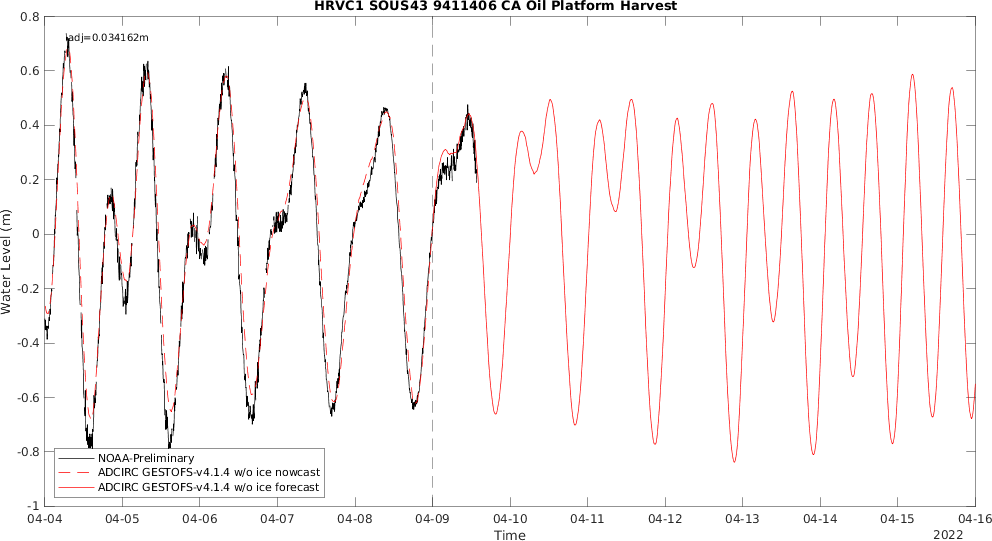 HRVC1 SOUS43 9411406 CA Oil Platform Harvest
0.8
adj=0.034162m
0.6
0.4
0.2
0
-0.2
-0.4
-0.6
-0.8
-1
Water Level (m)
NOAA-Preliminary
ADCIRC GESTOFS-v4.1.4 w/o ice nowcast
ADCIRC GESTOFS-v4.1.4 w/o ice forecast
04-04 04-05 04-06 04-07 04-08 04-09 04-10 04-11 04-12 04-13 04-14 04-15 04-16
Time
2022